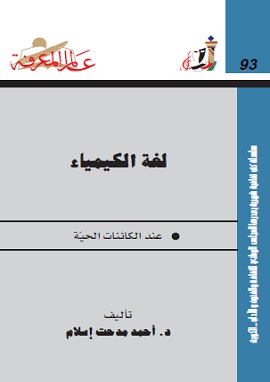 عالم المعرفة
93
لغة الكيمياء
عند الكائنات الحيّة
تأليف
د. أحمد مدحت إسلام
سلسلة كتب ثقافية شهرية يصدرها المجلس الوطني للثقافة والفنون والآداب - الكويت